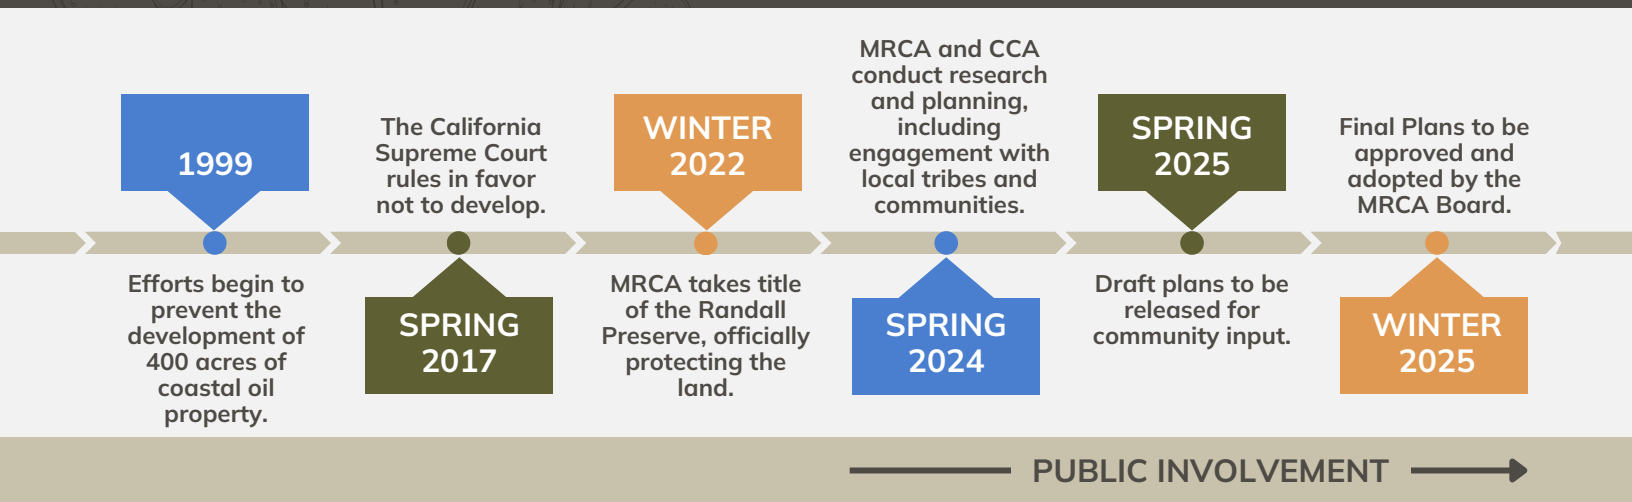 1999
Efforts begin to
prevent the
development of
400 acres of
coastal oil
property.
The California
Supreme Court
rules in favor
not to develop.
SPRING
2017
WINTER
2022
MRCA takes title
of the Randall
Preserve, officially
protecting the
land.
MRCA and CCA
conduct research
and planning,
including
engagement with
local tribes and
communities.
SPRING
2024
SPRING
2025
Draft plans to be
released for
community input.
Final Plans to be
approved and
adopted by the
MRCA Board.
WINTER
2025
PUBLIC INVOLVEMENT